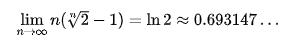 lim n→∞ n(ⁿ√2 − 1) = ln 2 ≈ 0.693147…